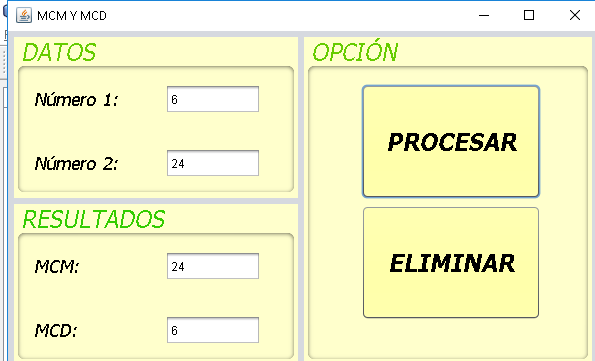 MCM Y MCD
DATOS
Número 1: 6
Número 2: 24
RESULTADOS
MCM: 24
MCD: 6
OPCIÓN
PROCESAR
ELIMINAR